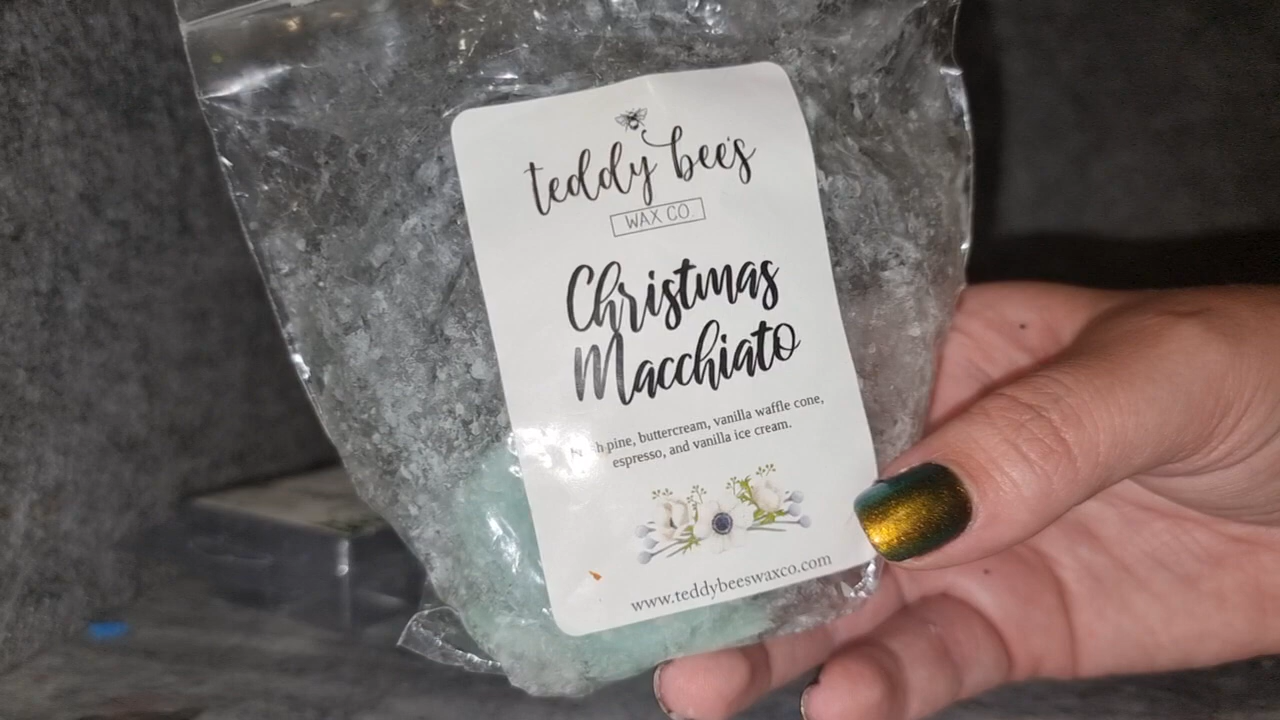 teddy bee's
WAX CO.
Christmas
Macchiato
pine, buttercream, vanilla waffle cone,
espresso, and vanilla ice cream.
www.teddybeeswaxco.com